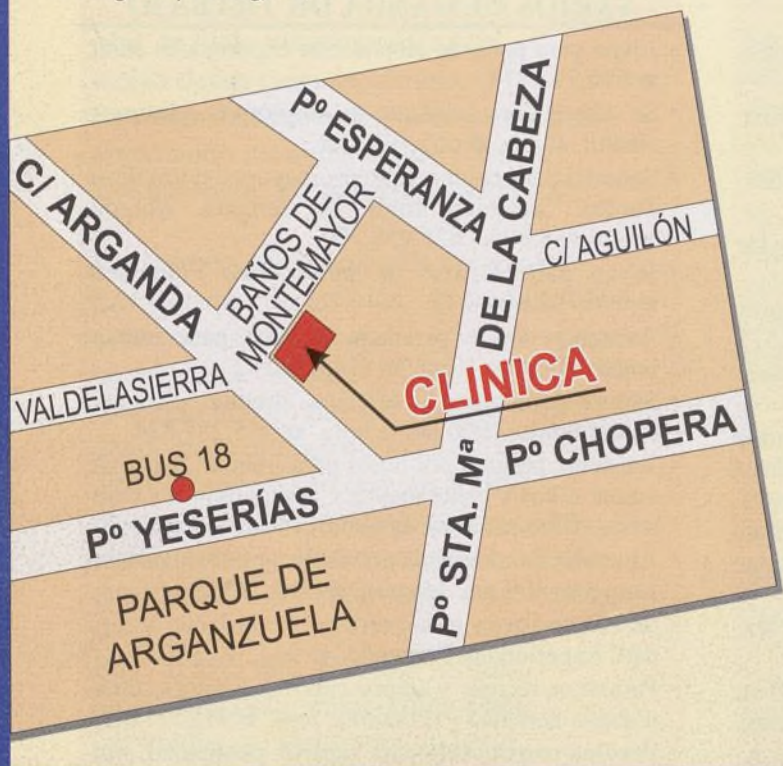 Pº ESPERANZA
Pº STA. Mª DE LA CABEZA
C/ ARGANDA
BAÑOS DE
MONTEMAYOR
C/ AGUILÓN
VALDELASIERRA
CLINICA
BUS 18
Pº CHOPERA
Pº YESERÍAS
PARQUE DE
ARGANZUELA